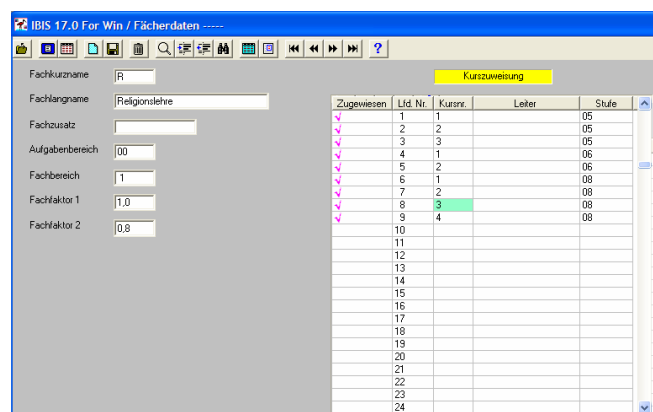 IBIS 17.0 For Win / Fächerdaten -----
Fachkurzname R
Kurszuweisung
Fachlangname Religionslehre
Zugewiesen Lfd. Nr. Kursnr. Leiter Stufe
√ 1 1 05
√ 2 2 05
√ 3 3 05
√ 4 1 06
√ 5 2 06
√ 6 1 08
√ 7 2 08
√ 8 3 08
√ 9 4 08
10
11
12
13
14
15
16
17
18
19
20
21
22
23
24
Fachzusatz
Aufgabenbereich 00
Fachbereich 1
Fachfaktor 1 1,0
Fachfaktor 2 0,8